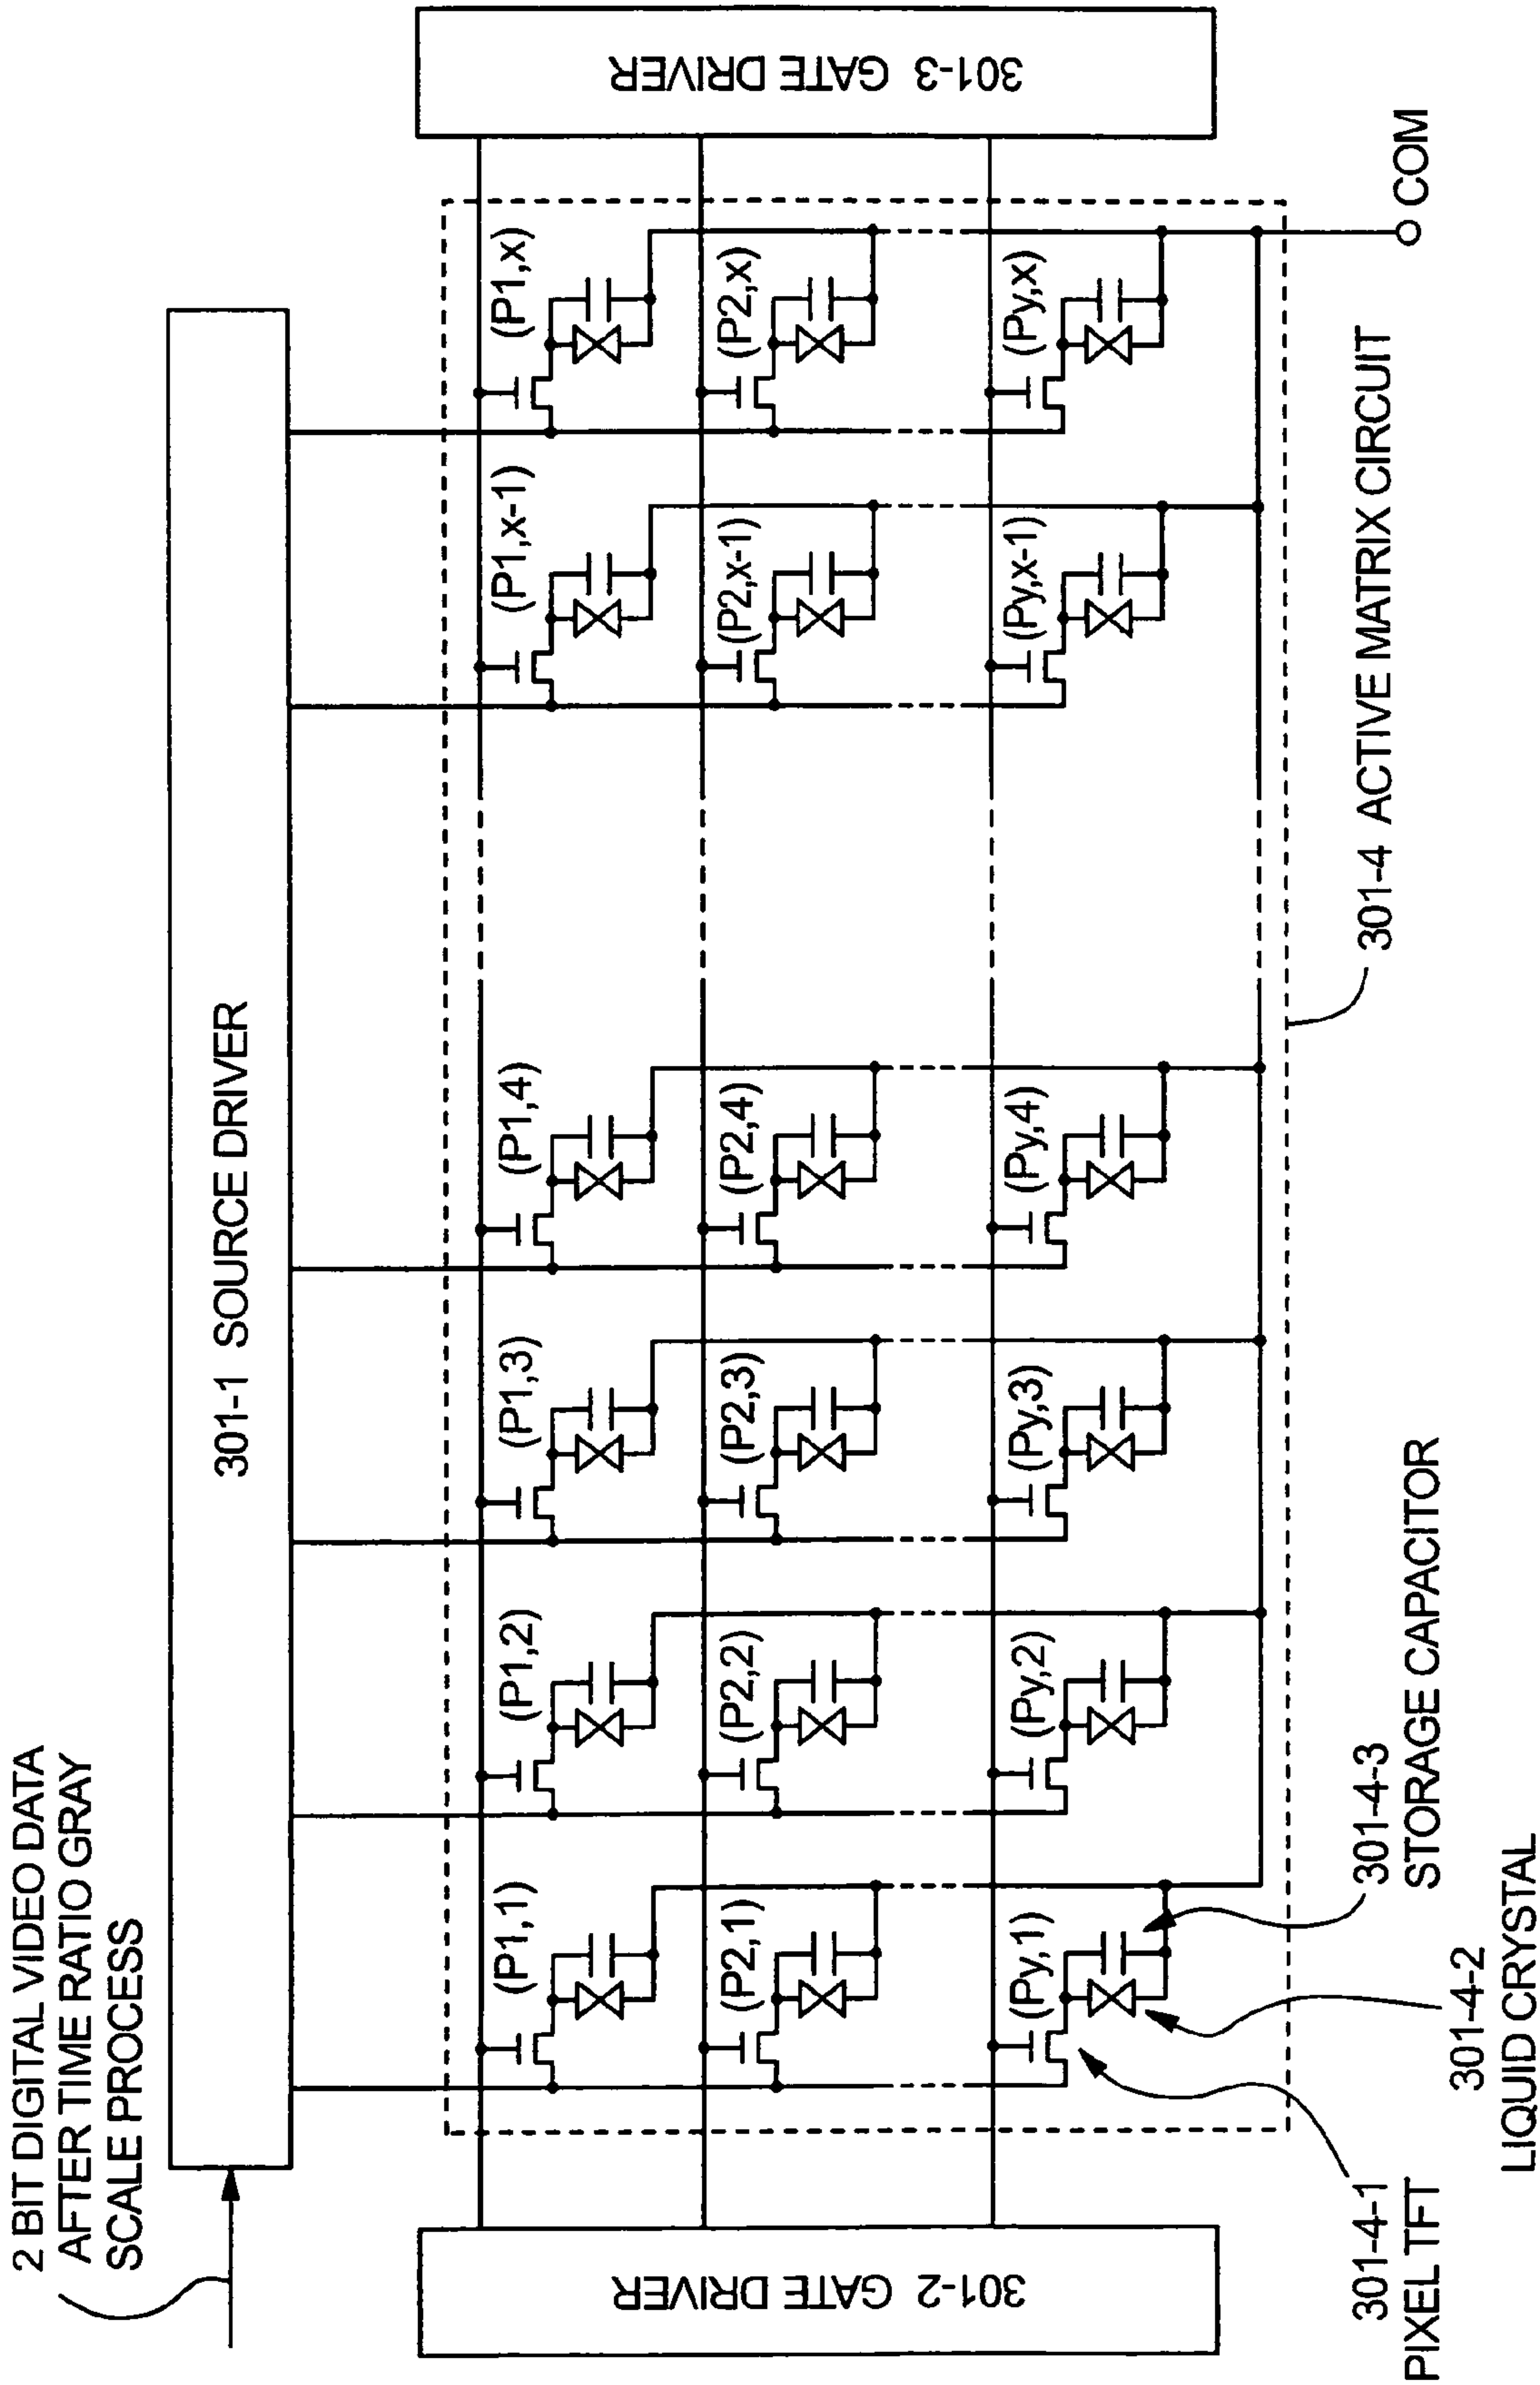 2 BIT DIGITAL VIDEO DATA
AFTER TIME RATIO GRAY
SCALE PROCESS
301-1 SOURCE DRIVER
301-2 GATE DRIVER
301-3 GATE DRIVER
(P1,1)
(P1,2)
(P1,3)
(P1,4)
(P1,x-1)
(P1,x)
(P2,1)
(P2,2)
(P2,3)
(P2,4)
(P2,x-1)
(P2,x)
(Py,1)
(Py,2)
(Py,3)
(Py,4)
(Py,x-1)
(Py,x)
COM
301-4-1
PIXEL TFT
301-4-2
LIQUID CRYSTAL
301-4-3
STORAGE CAPACITOR
301-4 ACTIVE MATRIX CIRCUIT